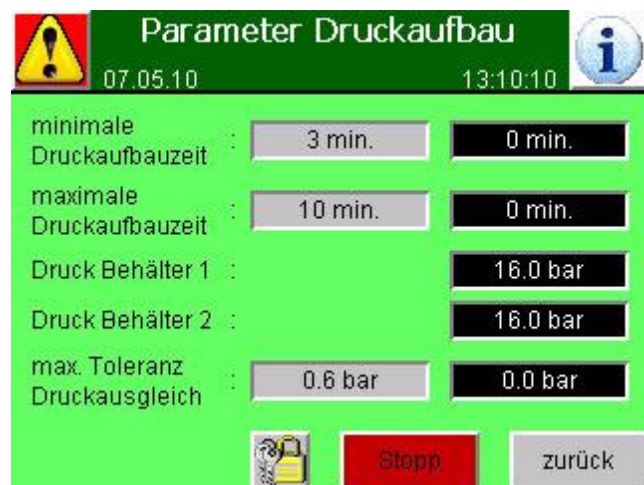 Parameter Druckaufbau
07.05.10 13:10:10
minimale
Druckaufbauzeit : 3 min. 0 min.
maximale
Druckaufbauzeit : 10 min. 0 min.
Druck Behälter 1 : 16.0 bar
Druck Behälter 2 : 16.0 bar
max. Toleranz
Druckausgleich : 0.6 bar 0.0 bar
Stopp zurück